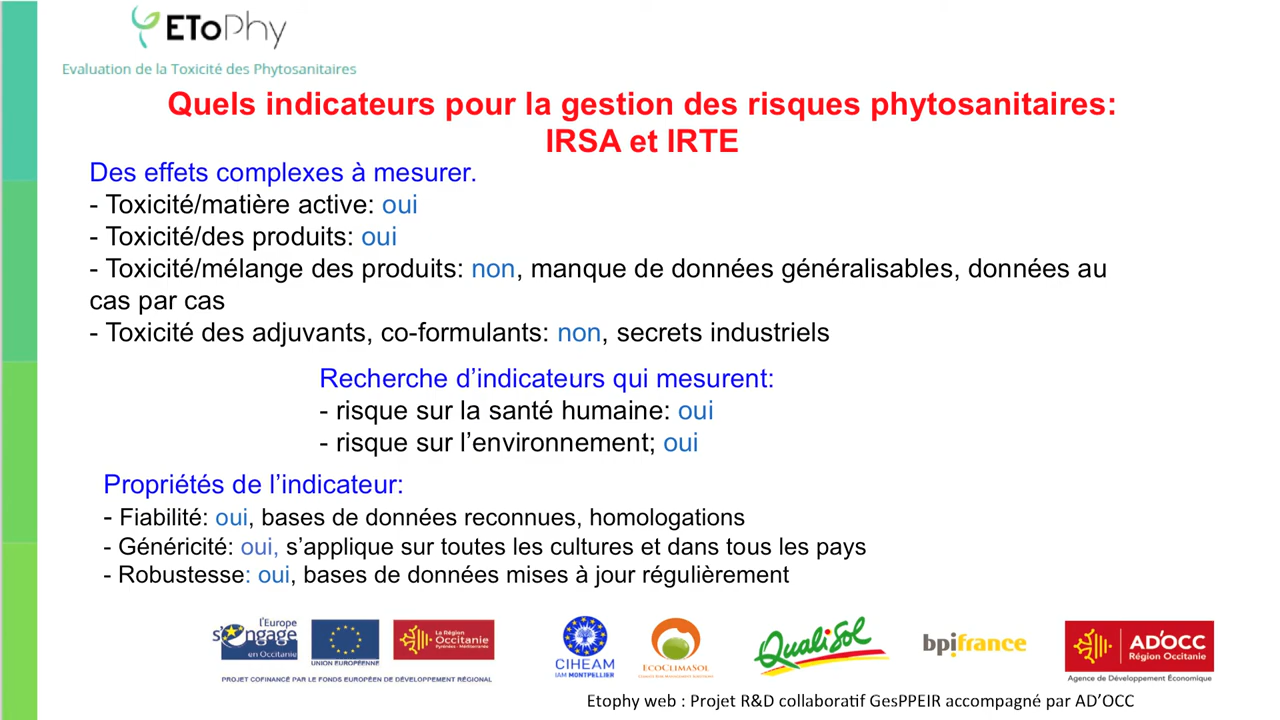 EToPhy
Evaluation de la Toxicité des Phytosanitaires
Quels indicateurs pour la gestion des risques phytosanitaires:
IRSA et IRTE
Des effets complexes à mesurer.
- Toxicité/matière active: oui
- Toxicité/des produits: oui
- Toxicité/mélange des produits: non, manque de données généralisables, données au
cas par cas
- Toxicité des adjuvants, co-formulants: non, secrets industriels
Recherche d’indicateurs qui mesurent:
- risque sur la santé humaine: oui
- risque sur l’environnement; oui
Propriétés de l’indicateur:
- Fiabilité: oui, bases de données reconnues, homologations
- Généricité: oui, s’applique sur toutes les cultures et dans tous les pays
- Robustesse: oui, bases de données mises à jour régulièrement
l'Europe
s'engage
en Occitanie
UNION EUROPÉENNE
La Région
Occitanie
Pyrénées - Méditerranée
PROJET COFINANCÉ PAR LE FONDS EUROPÉEN DE DÉVELOPPEMENT RÉGIONAL
CIHEAM
IAM MONTPELLIER
ECOCLIMASOL
QualiSol
bpifrance
AD'OCC
Région Occitanie
Agence de Développement Économique
Etophy web : Projet R&D collaboratif GesPPEIR accompagné par AD’OCC